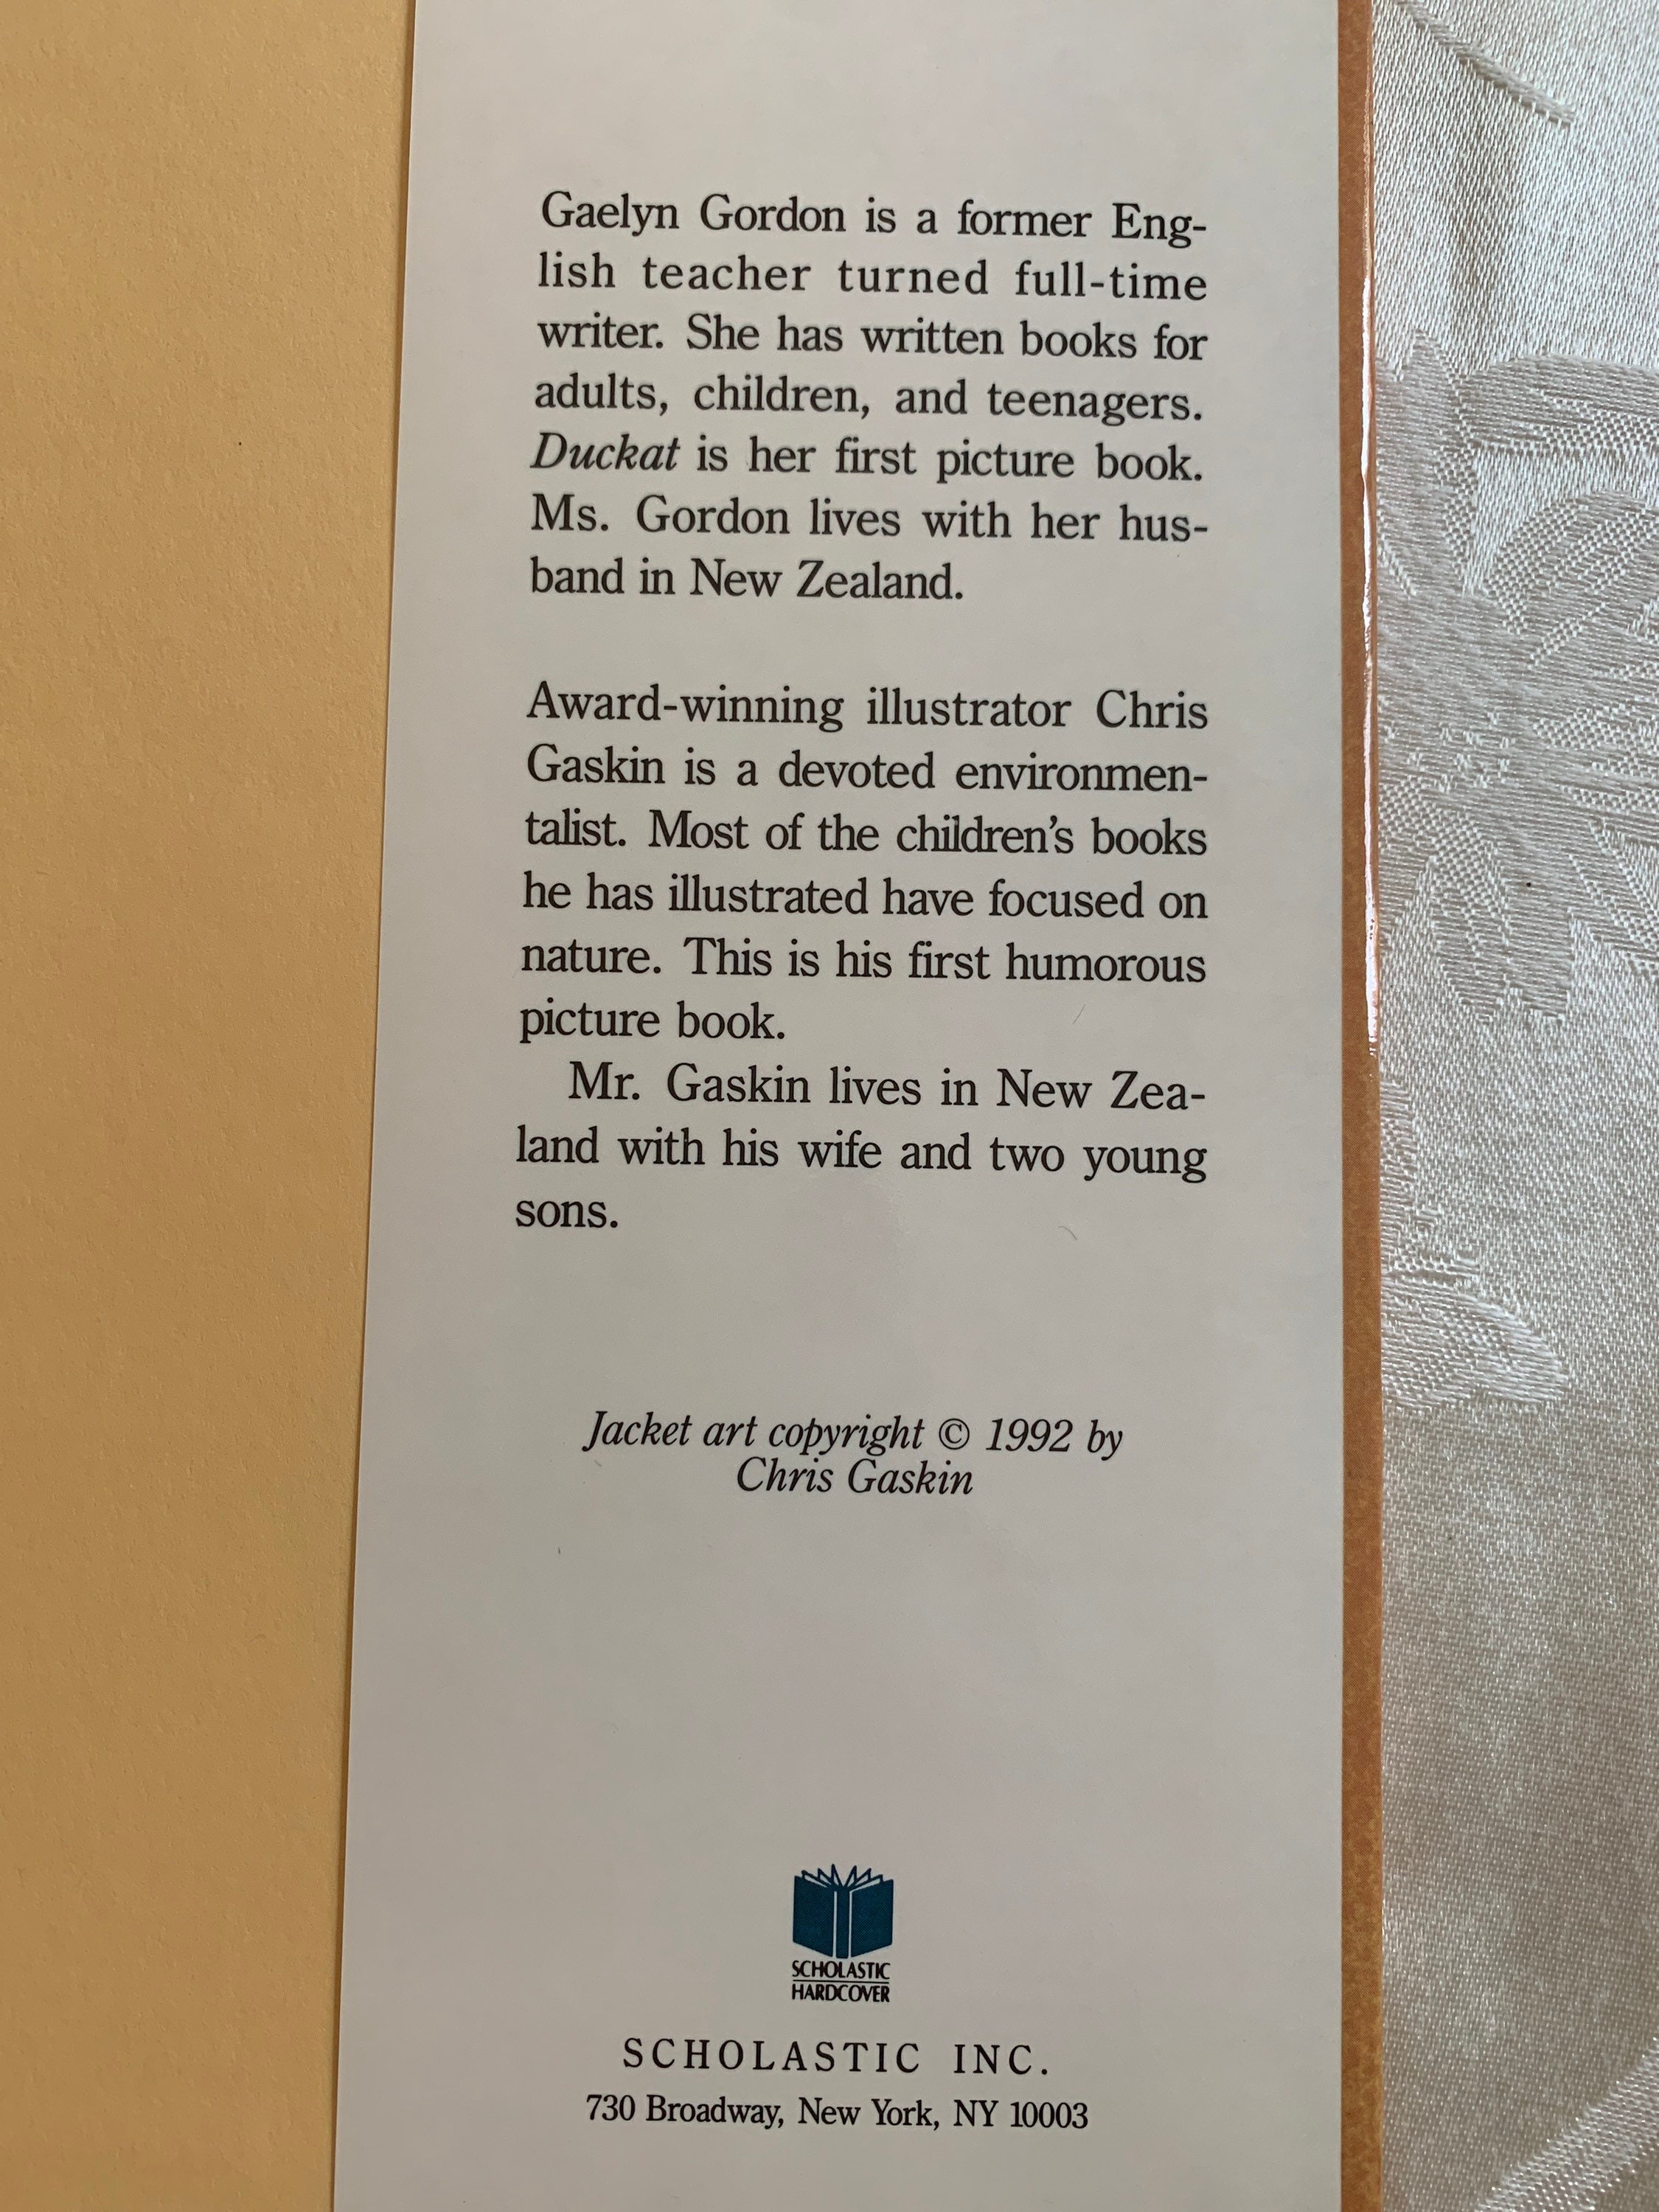 Gaelyn Gordon is a former Eng-
lish teacher turned full-time
writer. She has written books for
adults, children, and teenagers.
Duckat is her first picture book.
Ms. Gordon lives with her hus-
band in New Zealand.
Award-winning illustrator Chris
Gaskin is a devoted environmen-
talist. Most of the children’s books
he has illustrated have focused on
nature. This is his first humorous
picture book.
Mr. Gaskin lives in New Zea-
land with his wife and two young
sons.
Jacket art copyright © 1992 by
Chris Gaskin
SCHOLASTIC
HARDCOVER
SCHOLASTIC INC.
730 Broadway, New York, NY 10003